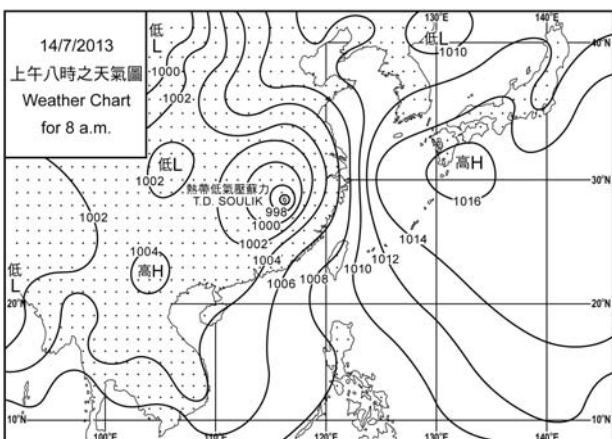 14/7/2013
上午八時之天氣圖
Weather Chart
for 8 a.m.
低
L
1000
1002
130°E
低L
1010
140°E
40°N
低L
1002
熱帶低氣壓蘇力
T.D. SOULIK
998
1000
1002
高H
1016
30°N
1002
1004
高H
1004
1006
1008
1010
1012
1014
低
L
20°N
20°N
10°N
100°E
110°E
120°E
130°E
140°E
10°N